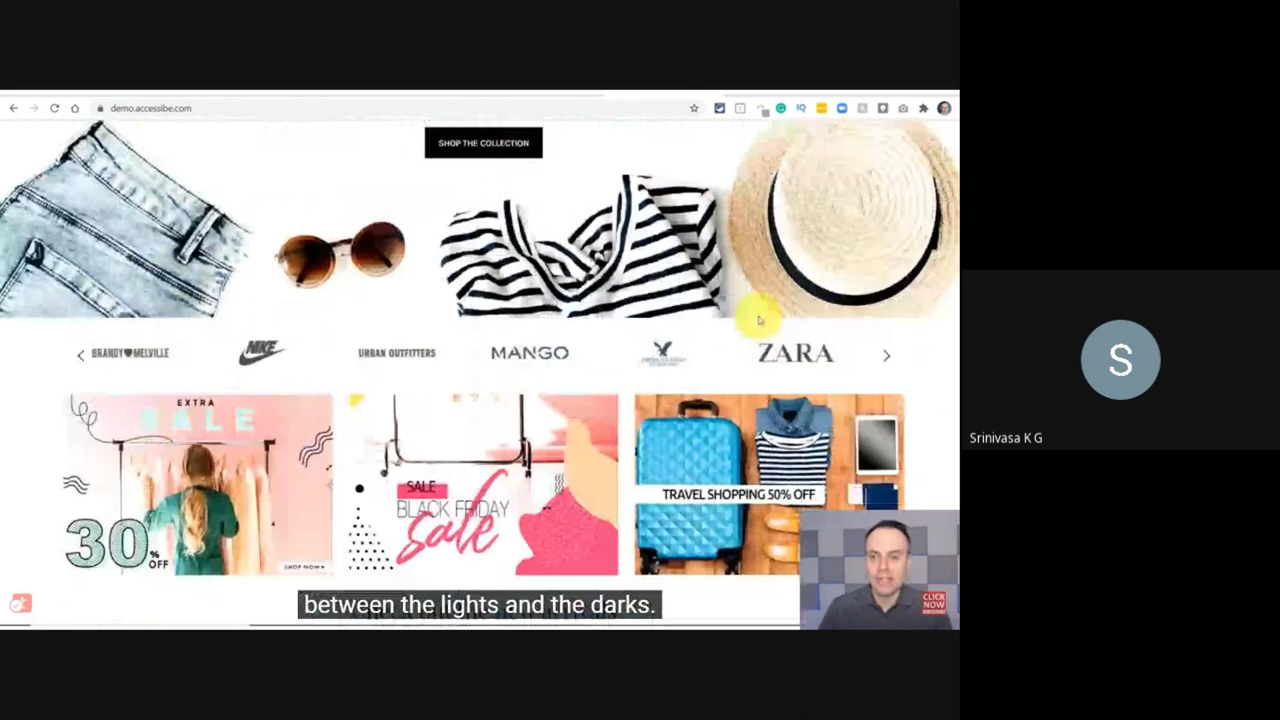 demo.accessibe.com
SHOP THE COLLECTION
BRANDY♥MELVILLE
NIKE
URBAN OUTFITTERS
MANGO
ZARA
EXTRA
SALE
30% OFF
SHOP NOW
SALE
BLACK FRIDAY
sale
TRAVEL SHOPPING 50% OFF
CLICK
NOW
between the lights and the darks.
S
Srinivasa K G